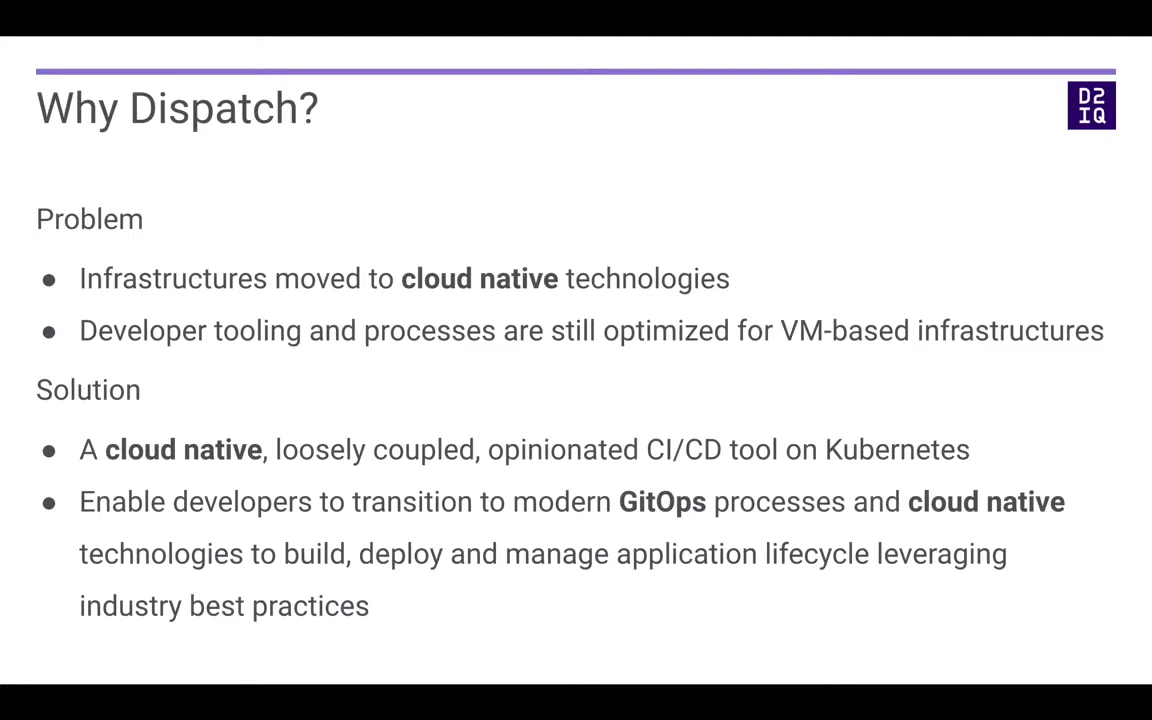 Why Dispatch?
D2
IQ
Problem
● Infrastructures moved to cloud native technologies
● Developer tooling and processes are still optimized for VM-based infrastructures
Solution
● A cloud native, loosely coupled, opinionated CI/CD tool on Kubernetes
● Enable developers to transition to modern GitOps processes and cloud native
technologies to build, deploy and manage application lifecycle leveraging
industry best practices